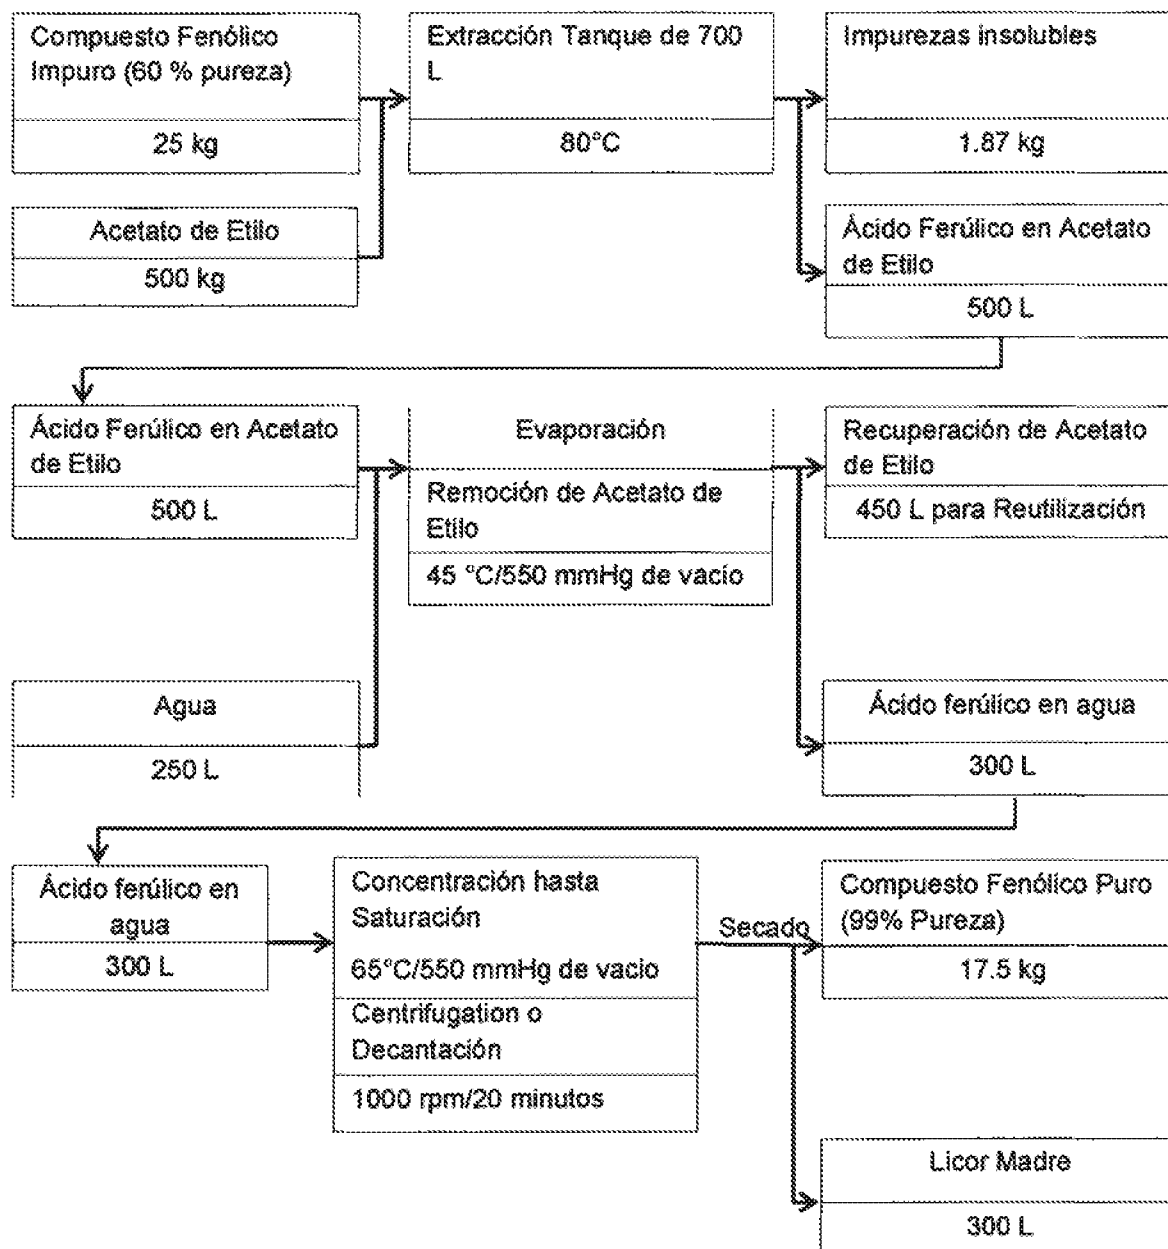 Compuesto Fenólico
Impuro (60 % pureza)
25 kg
Extracción Tanque de 700
L
80°C
Impurezas insolubles
1.87 kg
Acetato de Etilo
500 kg
Ácido Ferúlico en Acetato
de Etilo
500 L
Ácido Ferúlico en Acetato
de Etilo
500 L
Evaporación
Remoción de Acetato de
Etilo
45 °C/550 mmHg de vacío
Recuperación de Acetato
de Etilo
450 L para Reutilización
Agua
250 L
Ácido ferúlico en agua
300 L
Ácido ferúlico en
agua
300 L
Concentración hasta
Saturación
65°C/550 mmHg de vacio
Centrifugation o
Decantación
1000 rpm/20 minutos
Secado
Compuesto Fenólico Puro
(99% Pureza)
17.5 kg
Licor Madre
300 L